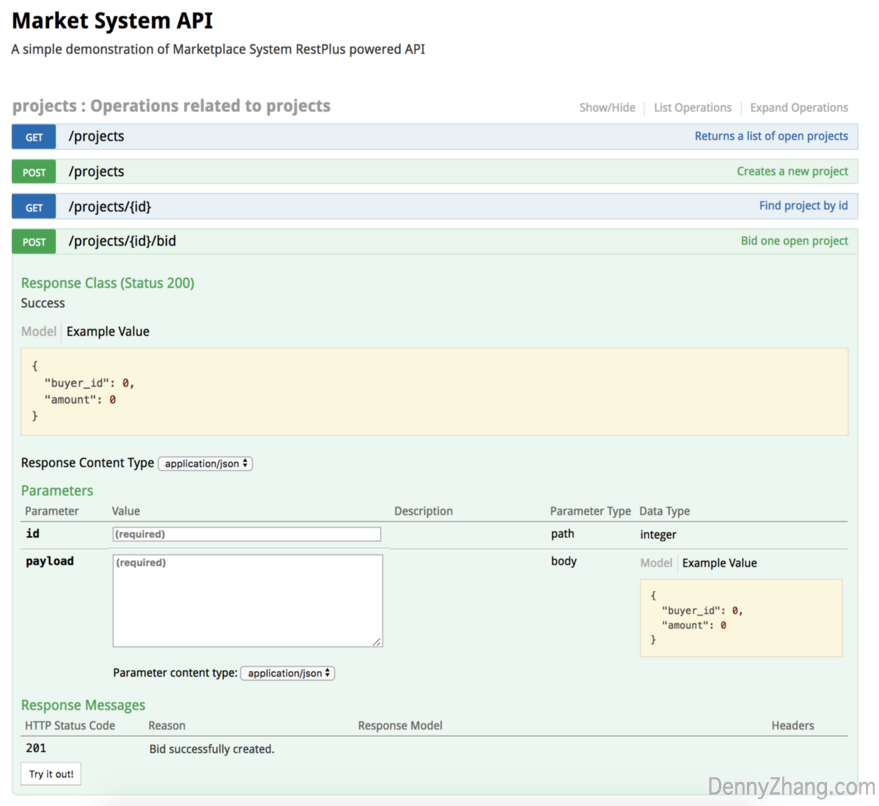 Market System API
A simple demonstration of Marketplace System RestPlus powered API
projects : Operations related to projects
Show/Hide List Operations Expand Operations
GET /projects Returns a list of open projects
POST /projects Creates a new project
GET /projects/{id} Find project by id
POST /projects/{id}/bid Bid one open project
Response Class (Status 200)
Success
Model Example Value
{
"buyer_id": 0,
"amount": 0
}
Response Content Type application/json
Parameters
Parameter Value Description Parameter Type Data Type
id (required) path integer
payload (required) body Model Example Value
{
"buyer_id": 0,
"amount": 0
}
Parameter content type: application/json
Response Messages
HTTP Status Code Reason Response Model Headers
201 Bid successfully created.
Try it out!
DennyZhang.com